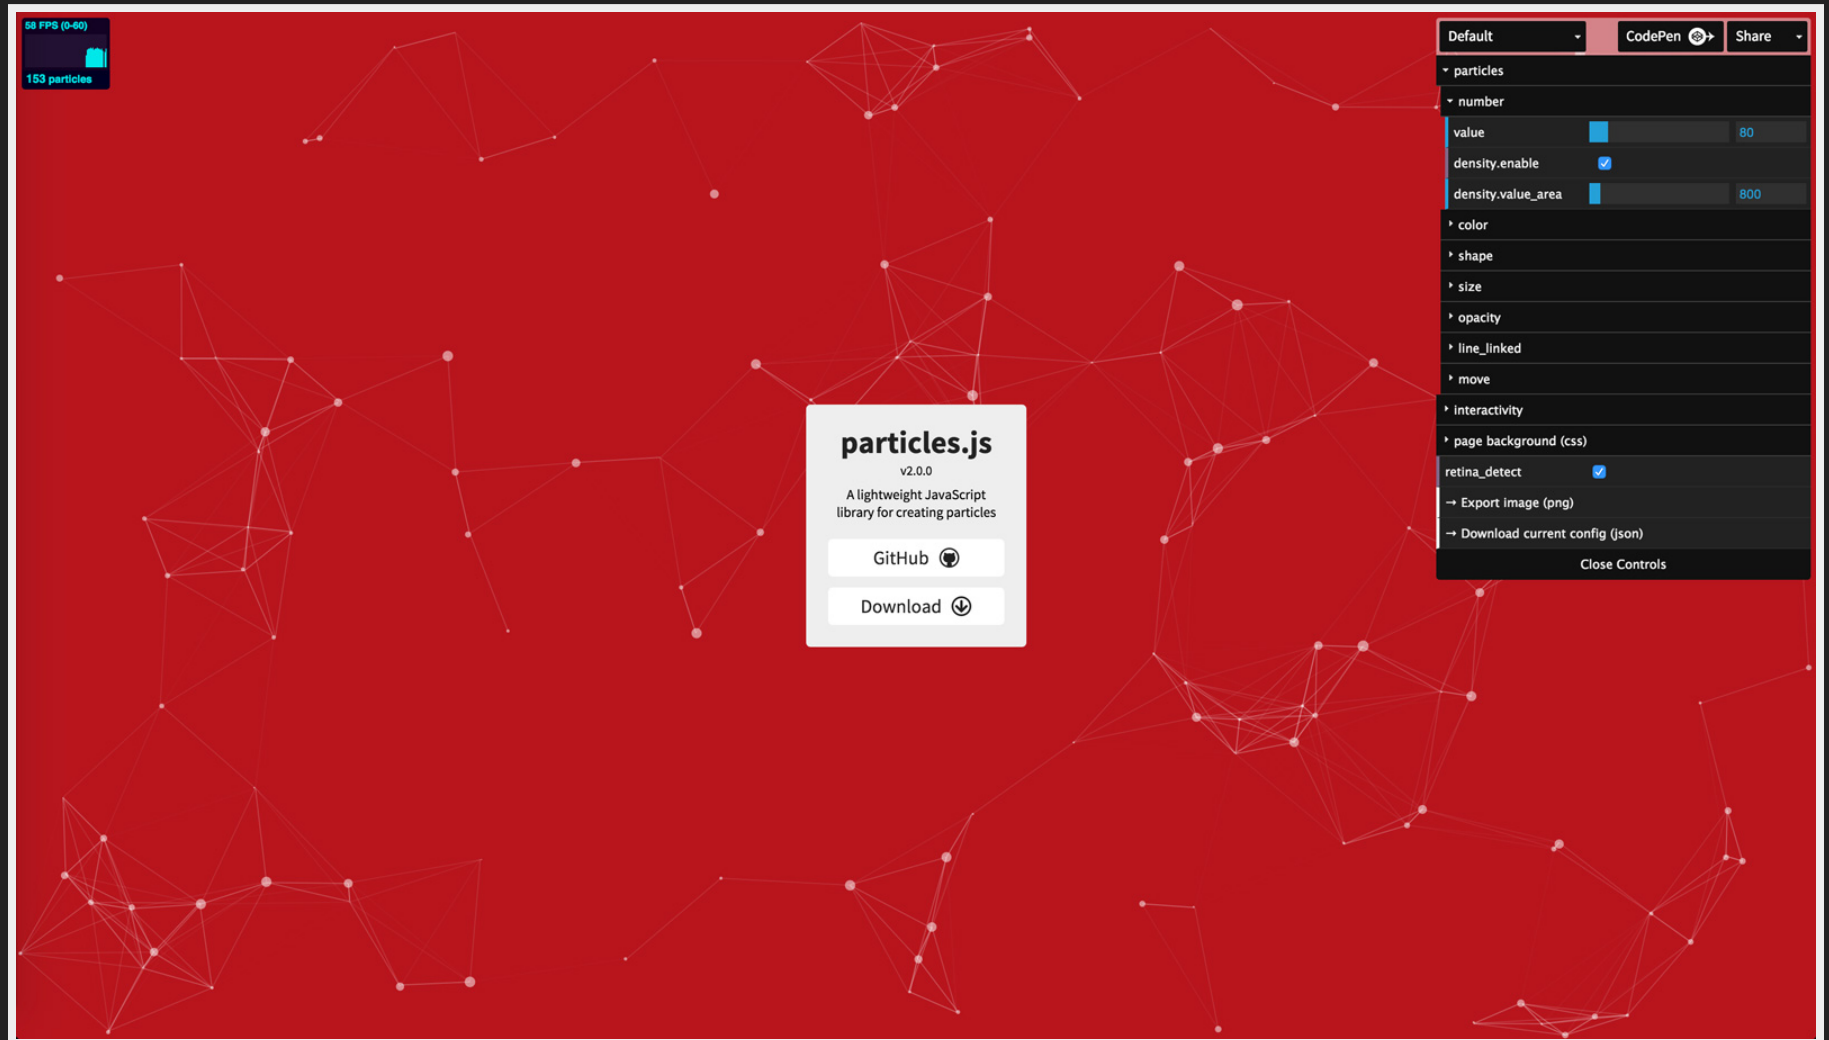 58 FPS (0-60)
153 particles
Default
CodePen
Share
particles
number
value 80
density.enable
density.value_area 800
color
shape
size
opacity
line_linked
move
interactivity
page background (css)
retina_detect
→ Export image (png)
→ Download current config (json)
Close Controls
particles.js
v2.0.0
A lightweight JavaScript
library for creating particles
GitHub
Download